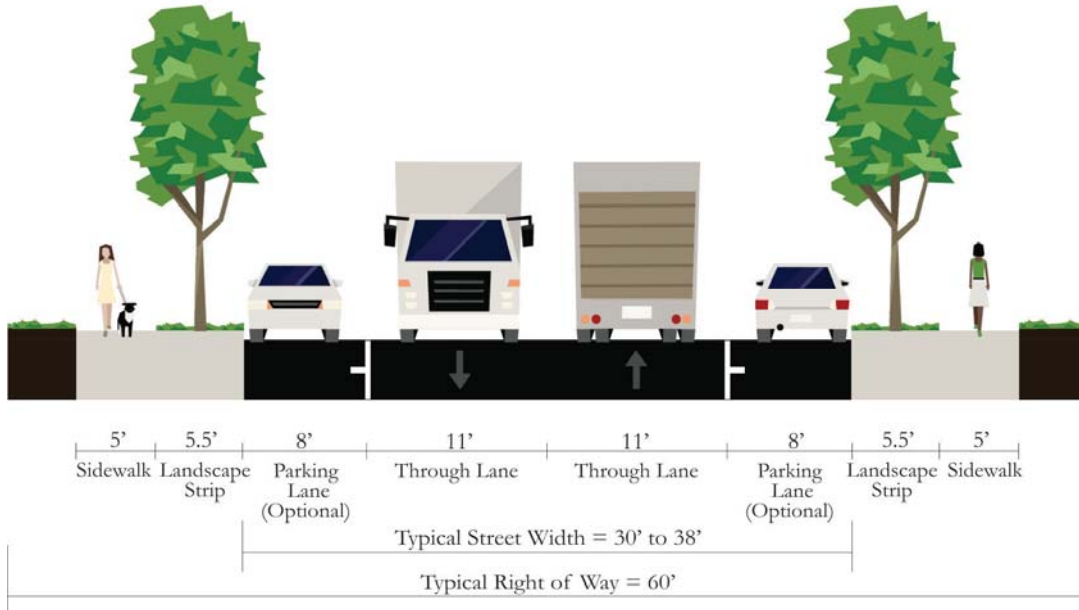 5’ 5.5’ 8’ 11’ 11’ 8’ 5.5’ 5’
Sidewalk Landscape Parking Through Lane Through Lane Parking Landscape Sidewalk
Strip Lane Lane Strip
(Optional) (Optional)
Typical Street Width = 30’ to 38’
Typical Right of Way = 60’